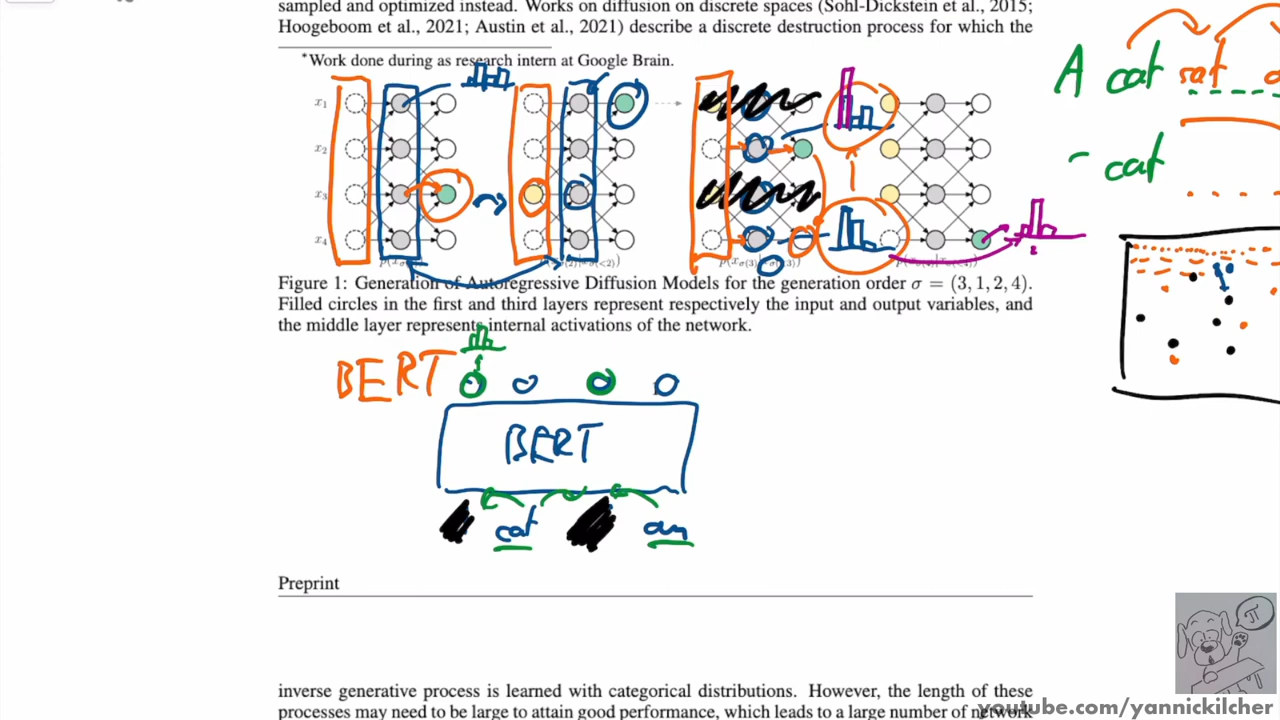 sampled and optimized instead. Works on diffusion on discrete spaces (Sohl-Dickstein et al., 2015;
Hoogeboom et al., 2021; Austin et al., 2021) describe a discrete destruction process for which the
*Work done during as research intern at Google Brain.
A cat sat
cat
x1
x2
x3
x4
Figure 1: Generation of Autoregressive Diffusion Models for the generation order σ = (3, 1, 2, 4).
Filled circles in the first and third layers represent respectively the input and output variables, and
the middle layer represents internal activations of the network.
BERT
BERT
cat
Preprint
π
inverse generative process is learned with categorical distributions. However, the length of these
processes may need to be large to attain good performance, which leads to a large number of network
youtube.com/yannickilcher